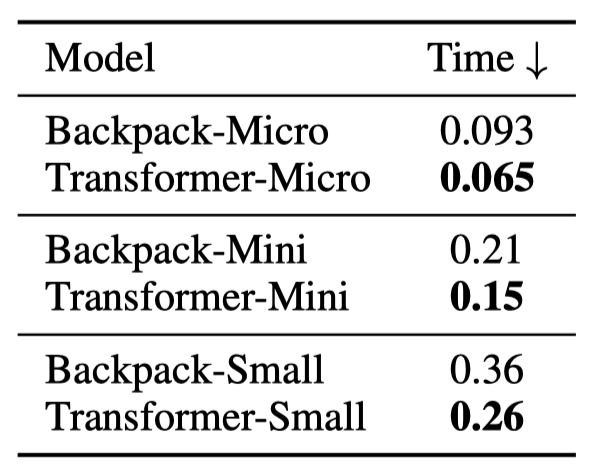 Model Time ↓
Backpack-Micro 0.093
Transformer-Micro 0.065
Backpack-Mini 0.21
Transformer-Mini 0.15
Backpack-Small 0.36
Transformer-Small 0.26